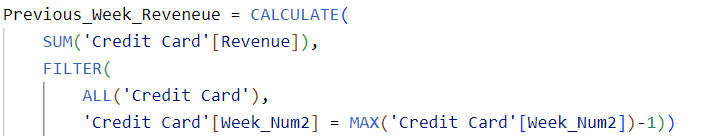 Previous_Week_Reveneue = CALCULATE(
SUM('Credit Card'[Revenue]),
FILTER(
ALL('Credit Card'),
'Credit Card'[Week_Num2] = MAX('Credit Card'[Week_Num2])-1))